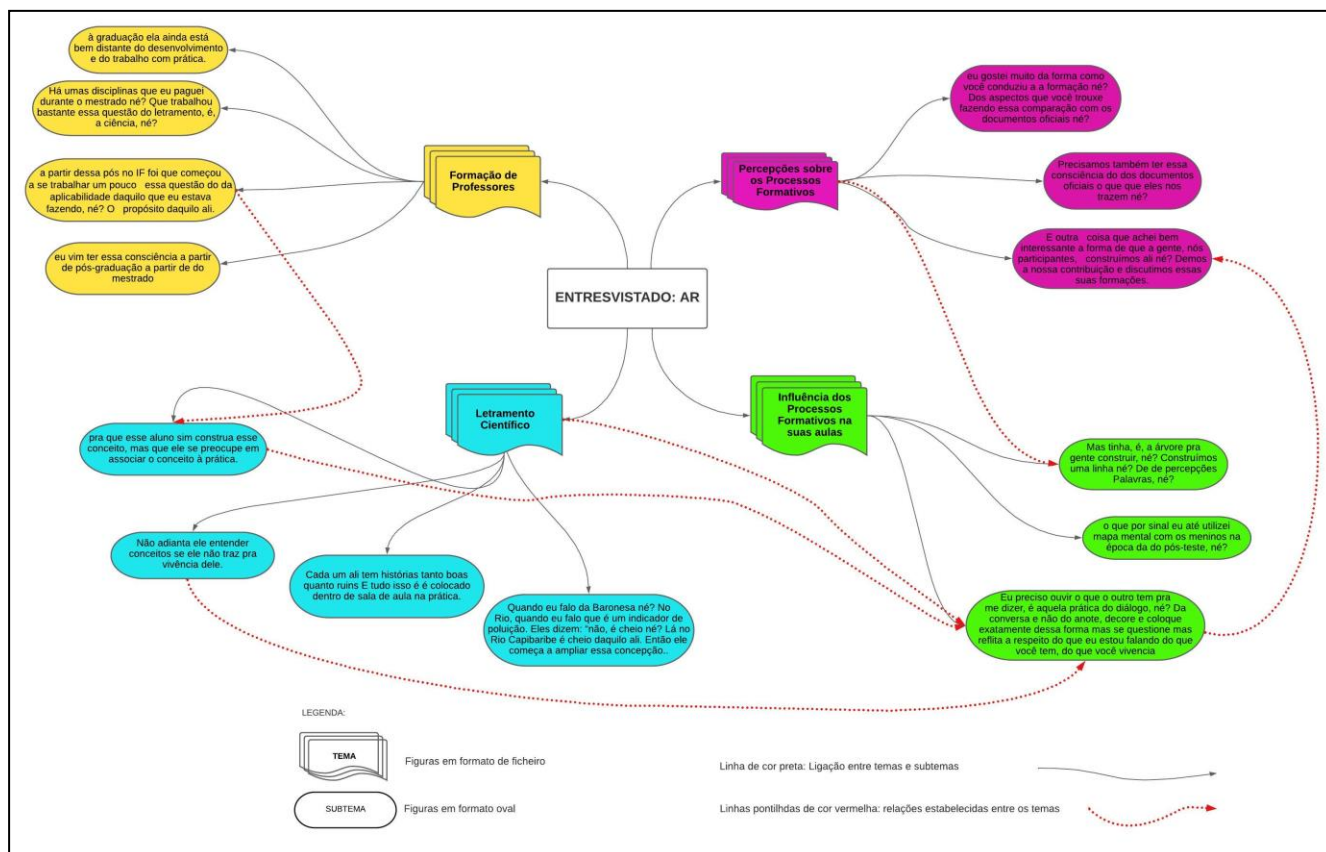 à graduação ela ainda está
bem distante do desenvolvimento
e do trabalho com prática.
Há umas disciplinas que eu paguei
durante o mestrado né? Que trabalhou
bastante essa questão do letramento, é,
a ciência, né?
a partir dessa pós no IF foi que começou
a se trabalhar um pouco essa questão do da
aplicabilidade daquilo que eu estava
fazendo, né? O propósito daquilo ali.
eu vim ter essa consciência a partir
de pós-graduação a partir de do
mestrado
Formação de
Professores
Percepções sobre
os Processos
Formativos
eu gostei muito da forma como
você conduziu a a formação né?
Dos aspectos que você trouxe
fazendo essa comparação com os
documentos oficiais né?
Precisamos também ter essa
consciência do dos documentos
oficiais o que que eles nos
trazem né?
E outra coisa que achei bem
interessante a forma de que a gente, nós
participantes, construímos ali né? Demos
a nossa contribuição e discutimos essas
suas formações.
ENTRESVISTADO: AR
Letramento
Científico
pra que esse aluno sim construa esse
conceito, mas que ele se preocupe em
associar o conceito à prática.
Não adianta ele entender
conceitos se ele não traz pra
vivência dele.
Cada um ali tem histórias tanto boas
quanto ruins E tudo isso é é colocado
dentro de sala de aula na prática.
Quando eu falo da Baronesa né? No
Rio, quando eu falo que é um indicador de
poluição. Eles dizem: "não, é cheio né? Lá no
Rio Capibaribe é cheio daquilo ali. Então ele
começa a ampliar essa concepção..
Influência dos
Processos
Formativos na
suas aulas
Mas tinha, é, a árvore pra
gente construir, né? Construímos
uma linha né? De de percepções
Palavras, né?
o que por sinal eu até utilizei
mapa mental com os meninos na
época da do pós-teste, né?
Eu preciso ouvir o que o outro tem pra
me dizer, é aquela prática do diálogo, né? Da
conversa e não do anote, decore e coloque
exatamente dessa forma mas se questione mas
reflita a respeito do que eu estou falando do que
você tem, do que você vivencia
LEGENDA:
TEMA
Figuras em formato de ficheiro
SUBTEMA
Figuras em formato oval
Linha de cor preta: Ligação entre temas e subtemas
Linhas pontilhdas de cor vermelha: relações estabelecidas entre os temas